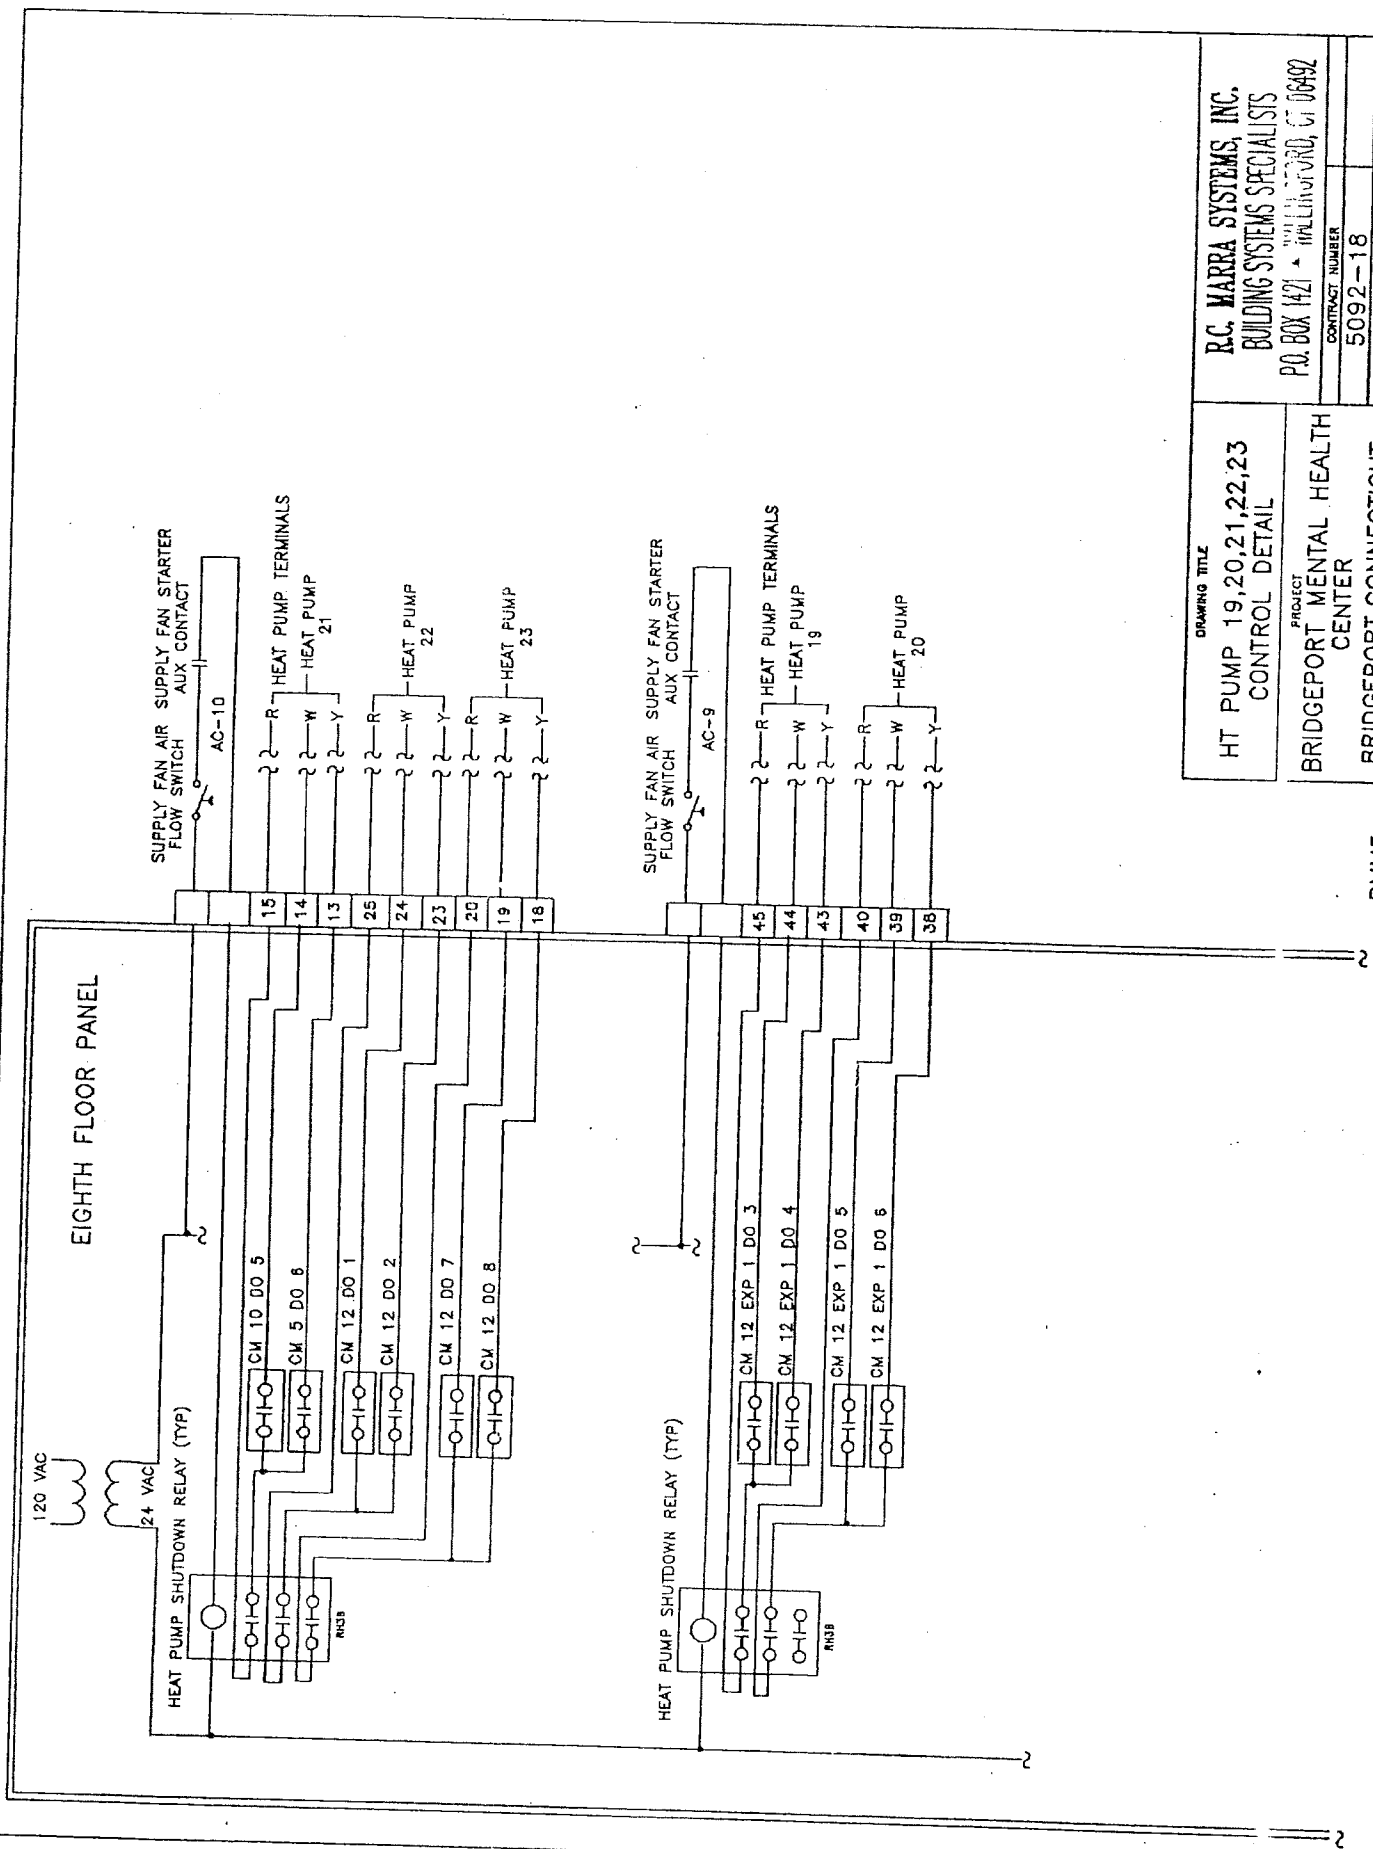 EIGHTH FLOOR PANEL
120 VAC
24 VAC
HEAT PUMP SHUTDOWN RELAY (TYP)
RH3B
CM 10 DO 5
CM 5 DO 6
CM 12 DO 1
CM 12 DO 2
CM 12 DO 7
CM 12 DO 8
SUPPLY FAN AIR
FLOW SWITCH
SUPPLY FAN STARTER
AUX CONTACT
AC-10
15
14
13
25
24
23
20
19
18
R
W
Y
HEAT PUMP TERMINALS
HEAT PUMP
21
R
W
Y
HEAT PUMP
22
R
W
Y
HEAT PUMP
23
HEAT PUMP SHUTDOWN RELAY (TYP)
RH3B
CM 12 EXP 1 DO 3
CM 12 EXP 1 DO 4
CM 12 EXP 1 DO 5
CM 12 EXP 1 DO 6
SUPPLY FAN AIR
FLOW SWITCH
SUPPLY FAN STARTER
AUX CONTACT
AC-9
45
44
43
40
39
38
R
W
Y
HEAT PUMP TERMINALS
HEAT PUMP
19
R
W
Y
HEAT PUMP
20
DRAWING TITLE
HT PUMP 19,20,21,22,23
CONTROL DETAIL
PROJECT
BRIDGEPORT MENTAL HEALTH
CENTER
BRIDGEPORT CONNECTICUT
R.C. MARRA SYSTEMS, INC.
BUILDING SYSTEMS SPECIALISTS
P.O. BOX 1421 • WALLINGFORD, CT 06492
CONTRACT NUMBER
5092-18